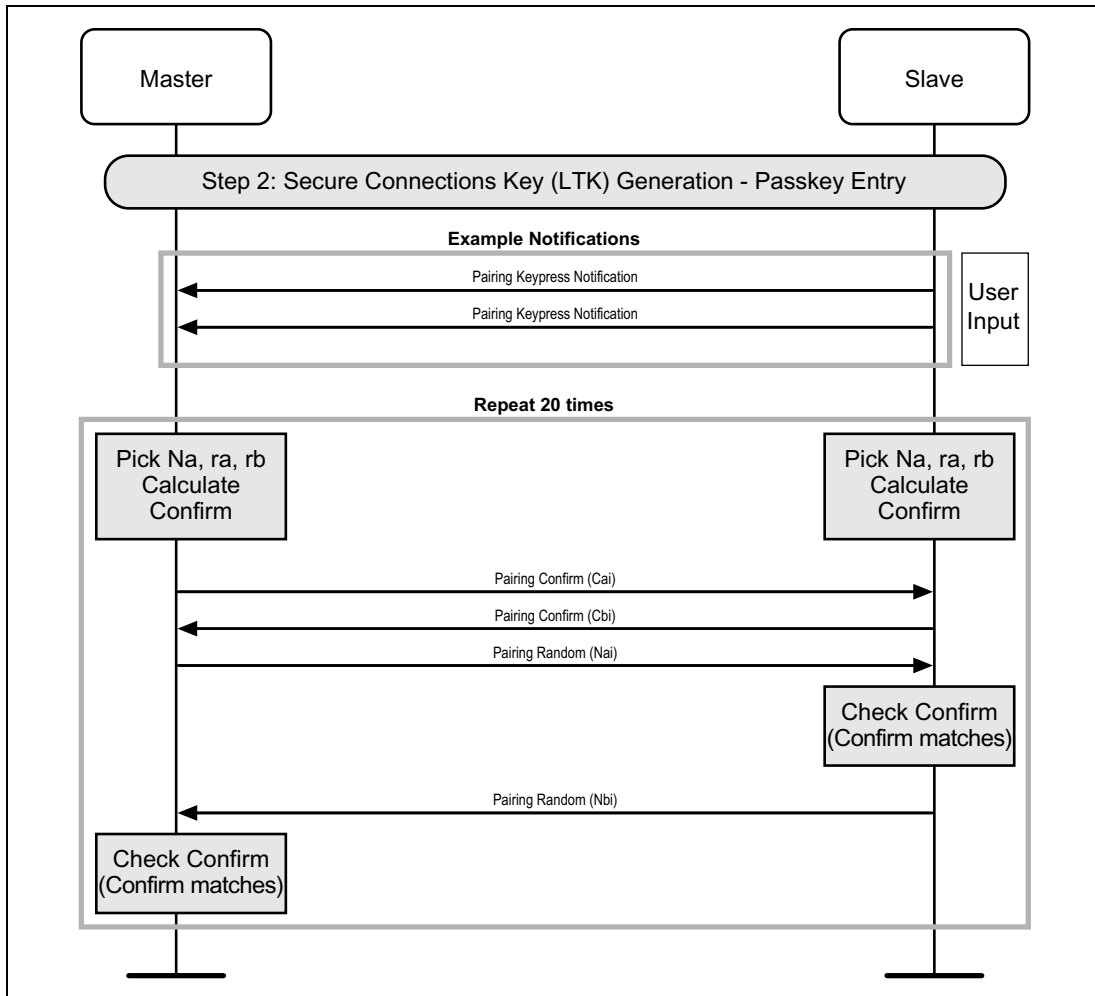 Master
Slave
Step 2: Secure Connections Key (LTK) Generation - Passkey Entry
Example Notifications
Pairing Keypress Notification
Pairing Keypress Notification
User
Input
Repeat 20 times
Pick Na, ra, rb
Calculate
Confirm
Pick Na, ra, rb
Calculate
Confirm
Pairing Confirm (Cai)
Pairing Confirm (Cbi)
Pairing Random (Nai)
Check Confirm
(Confirm matches)
Pairing Random (Nbi)
Check Confirm
(Confirm matches)